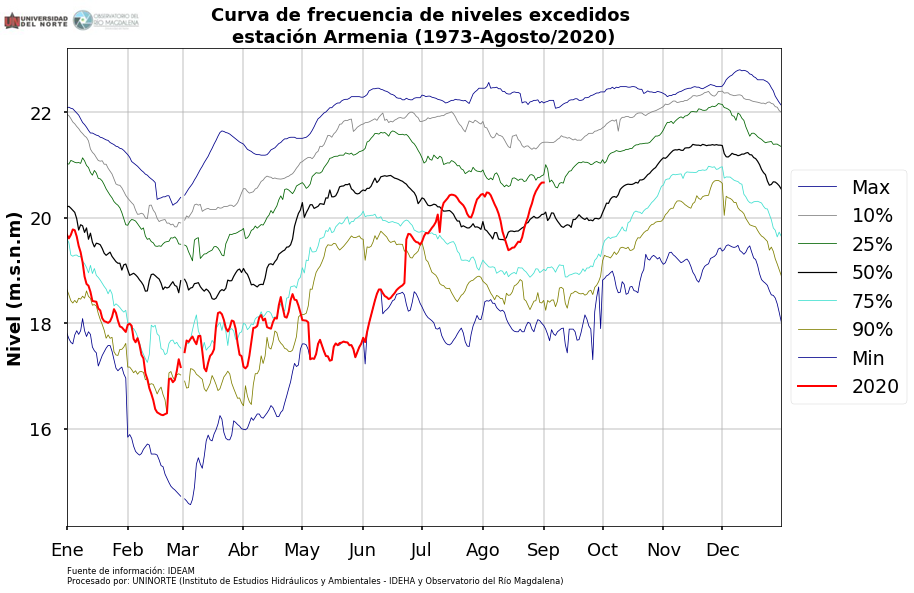 UNIVERSIDAD
DEL NORTE
OBSERVATORIO DEL
RÍO MAGDALENA
Curva de frecuencia de niveles excedidos
estación Armenia (1973-Agosto/2020)
Nivel (m.s.n.m)
22
20
18
16
Ene Feb Mar Abr May Jun Jul Ago Sep Oct Nov Dec
Max
10%
25%
50%
75%
90%
Min
2020
Fuente de información: IDEAM
Procesado por: UNINORTE (Instituto de Estudios Hidráulicos y Ambientales - IDEHA y Observatorio del Río Magdalena)